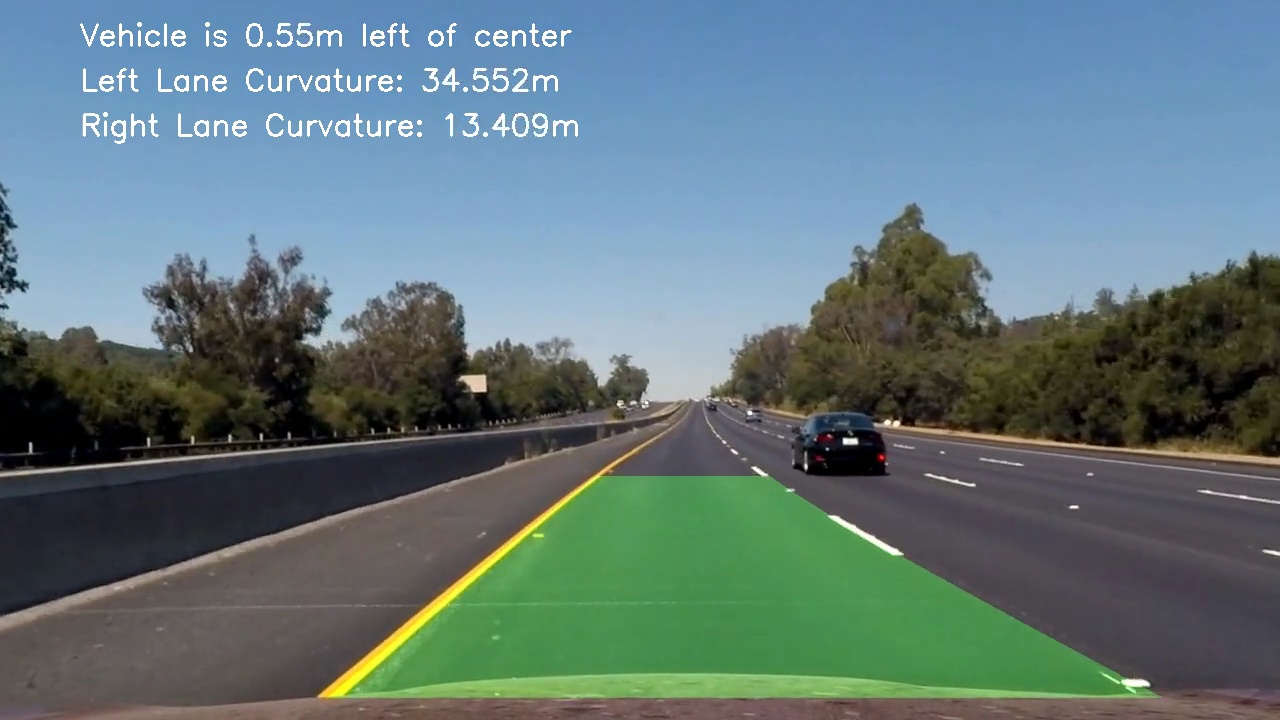 Vehicle is 0.55m left of center
Left Lane Curvature: 34.552m
Right Lane Curvature: 13.409m